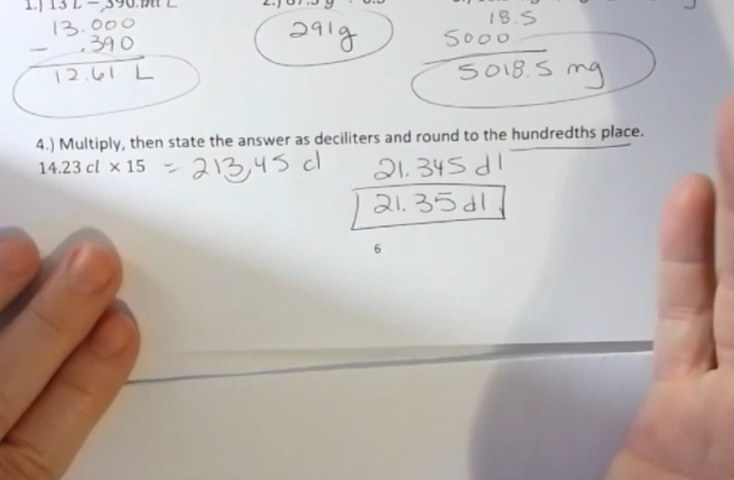 1.) 13 L -
13.000
- .390
12.61 L
291g
18.5
5000
5018.5 mg
4.) Multiply, then state the answer as deciliters and round to the hundredths place.
14.23 cl × 15 = 213.45 cl 21.345 dl
21.35 dl
6